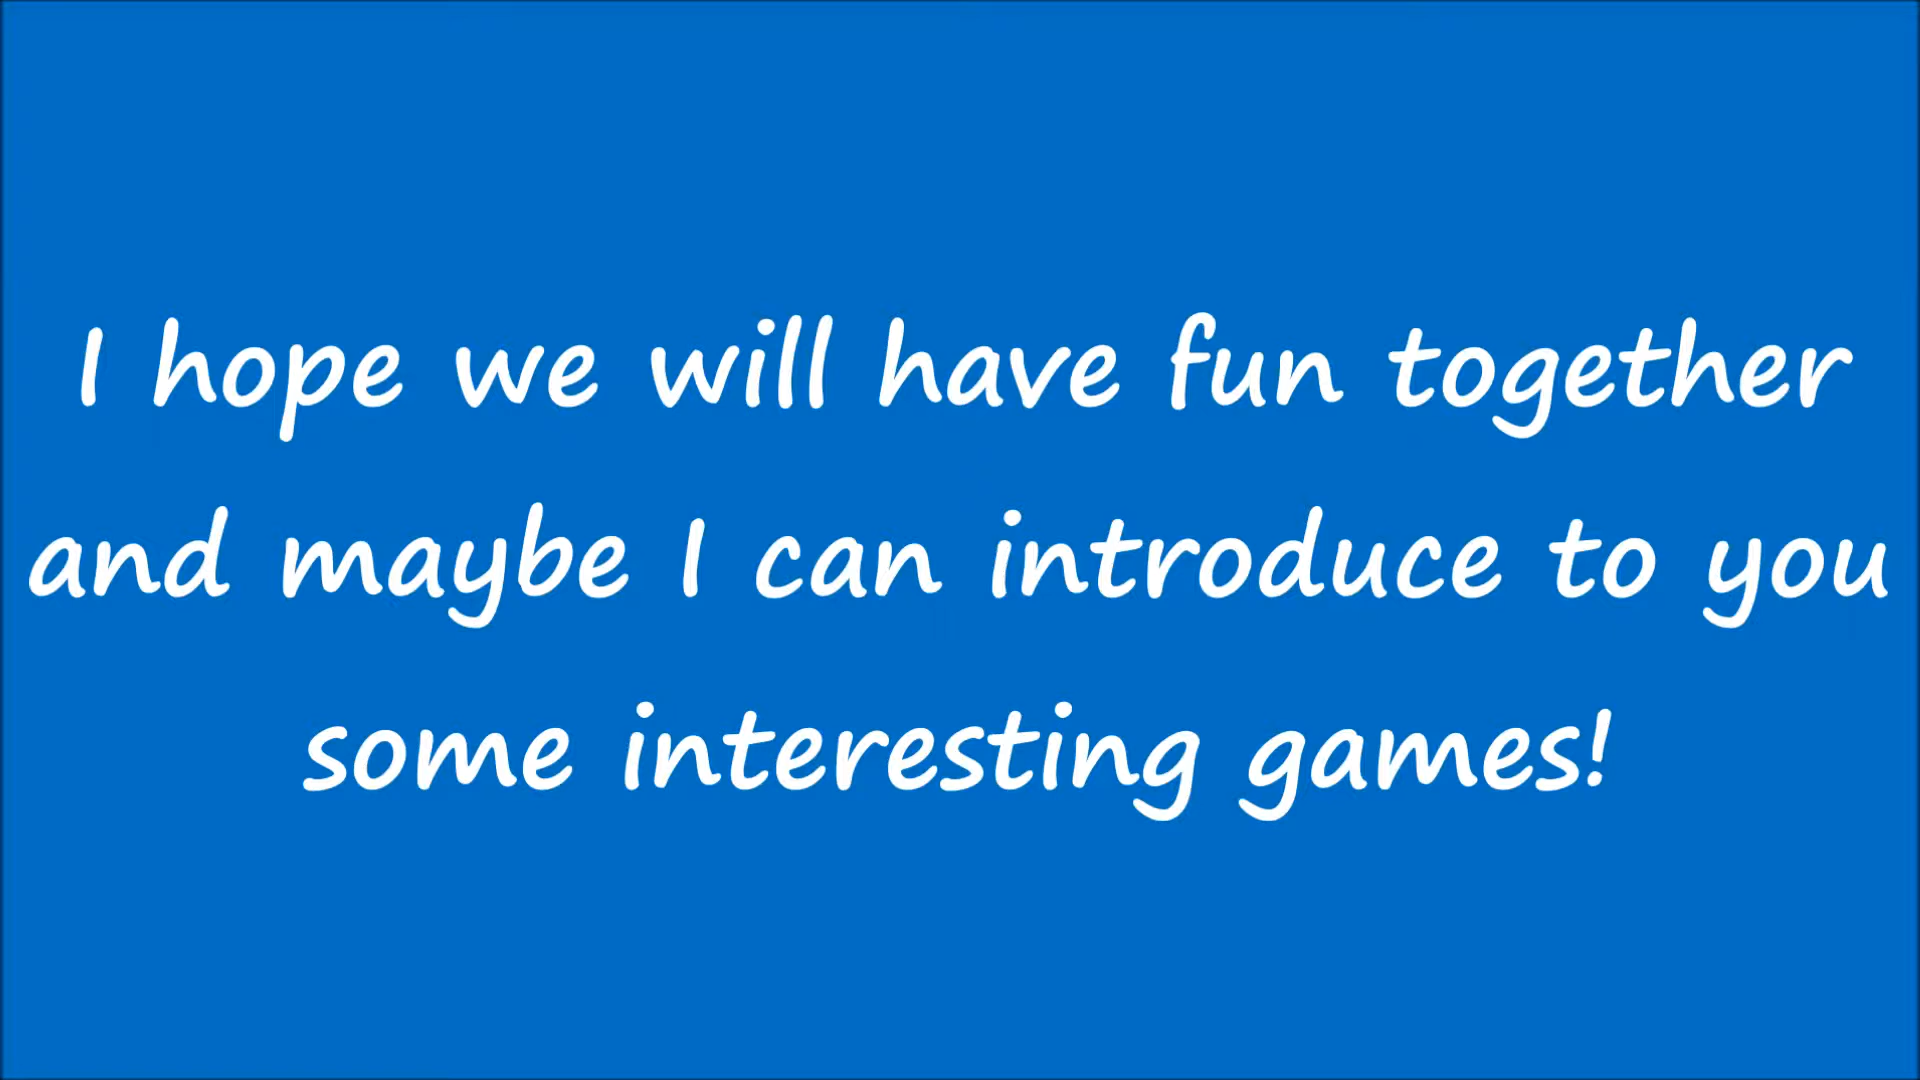 I hope we will have fun together
and maybe I can introduce to you
some interesting games!